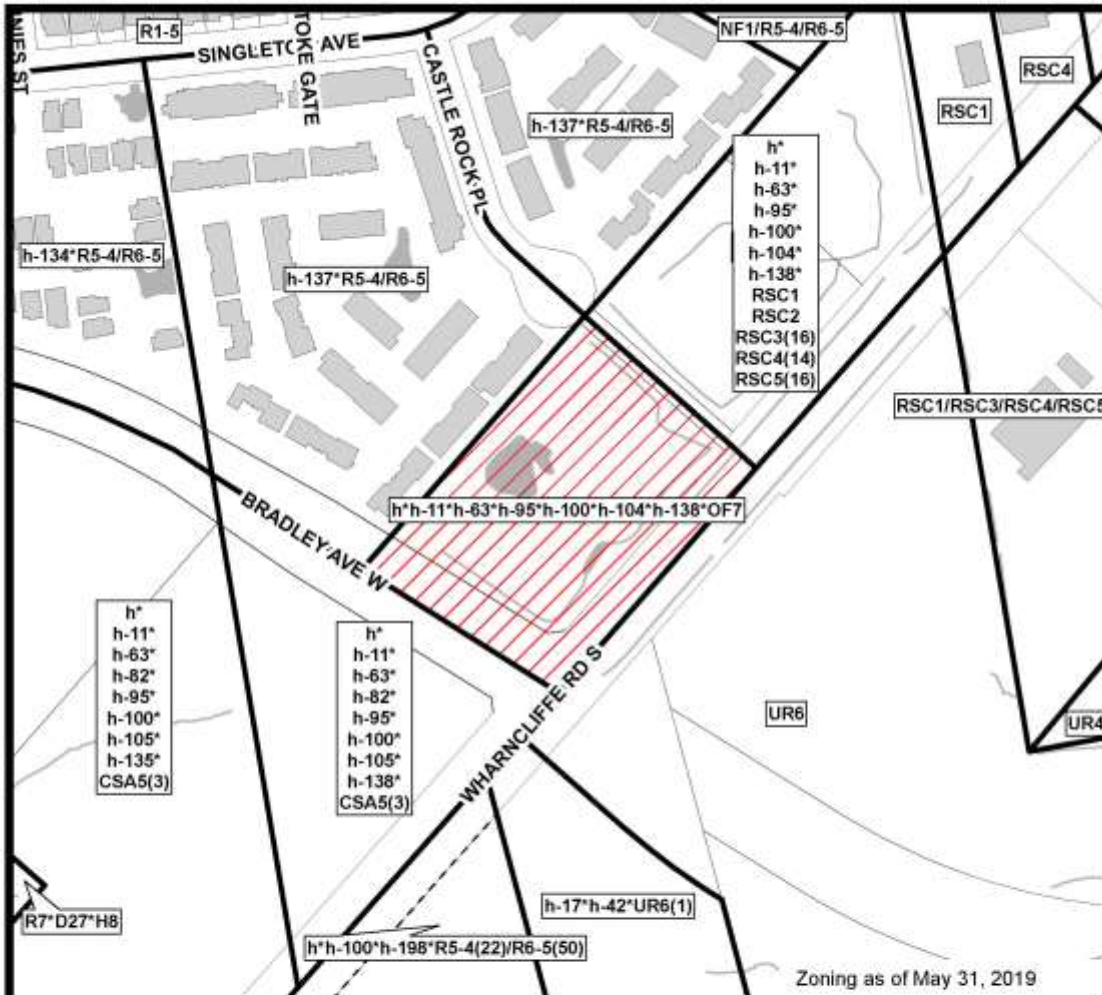 R1-5
NIES ST
SINGLETON AVE
STOKE GATE
CASTLE ROCK PL
NF1/R5-4/R6-5
RSC4
RSC1
h-137*R5-4/R6-5
h*
h-11*
h-63*
h-95*
h-100*
h-104*
h-138*
RSC1
RSC2
RSC3(16)
RSC4(14)
RSC5(16)
h-134*R5-4/R6-5
h-137*R5-4/R6-5
RSC1/RSC3/RSC4/RSC5
h*h-11*h-63*h-95*h-100*h-104*h-138*OF7
BRADLEY AVE W
h*
h-11*
h-63*
h-82*
h-95*
h-100*
h-105*
h-135*
CSA5(3)
h*
h-11*
h-63*
h-82*
h-95*
h-100*
h-105*
h-138*
CSA5(3)
WHARNCLIFFE RD S
UR6
UR4
R7*D27*H8
h-17*h-42*UR6(1)
h*h-100*h-198*R5-4(22)/R6-5(50)
Zoning as of May 31, 2019